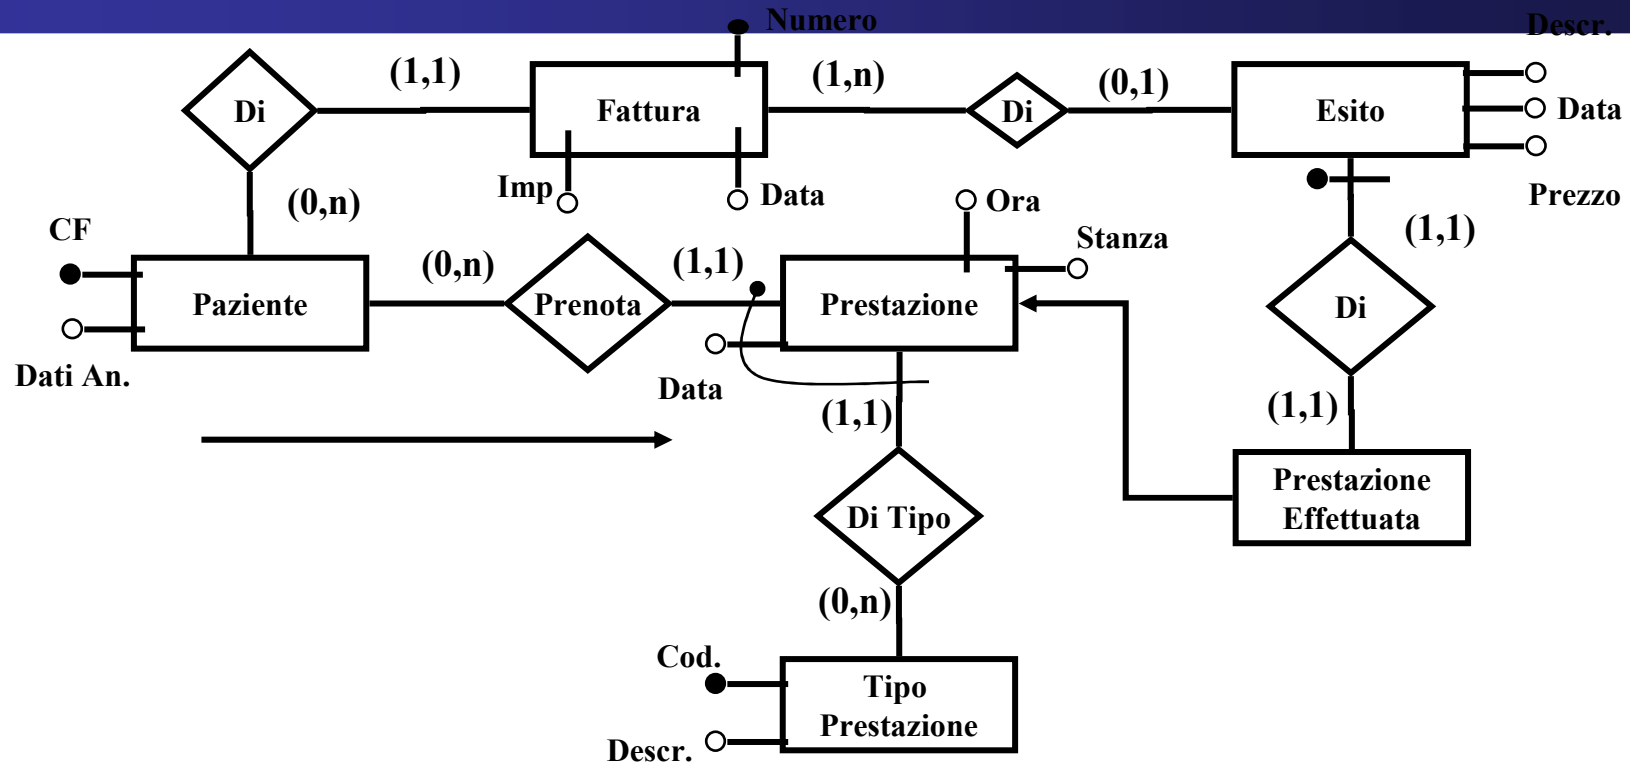 Numero
Descr.
(1,1)
(1,n)
(0,1)
Di
Fattura
Di
Esito
Data
Imp
Data
Ora
Prezzo
(0,n)
CF
Stanza
(1,1)
(0,n)
(1,1)
Paziente
Prenota
Prestazione
Di
Dati An.
Data
(1,1)
(1,1)
Prestazione
Effettuata
Di Tipo
(0,n)
Cod.
Tipo
Prestazione
Descr.